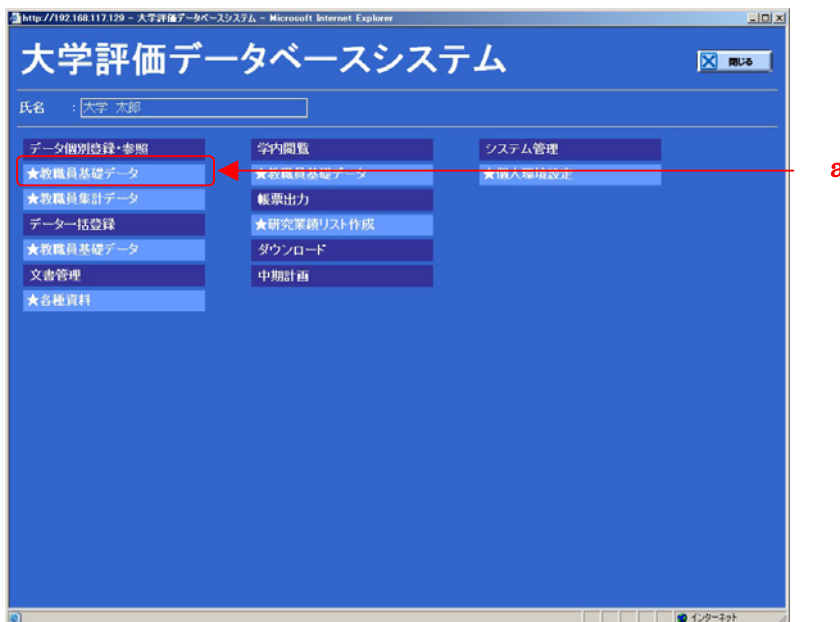 http://192.168.117.129 - 大学評価データベースシステム - Microsoft Internet Explorer
大学評価データベースシステム
閉じる
氏名 : 大学 太郎
データ個別登録・参照
★教職員基礎データ
★教職員集計データ
データ一括登録
★教職員基礎データ
文書管理
★各種資料
学内閲覧
★教職員基礎データ
帳票出力
★研究業績リスト作成
ダウンロード
中期計画
システム管理
★個人環境設定
a
インターネット